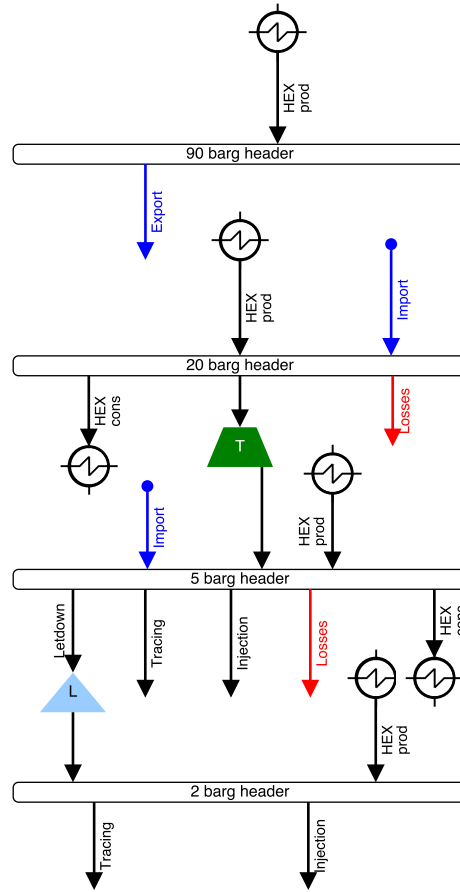 HEX
prod
90 barg header
Export
HEX
prod
Import
20 barg header
HEX
cons
T
Losses
Import
HEX
prod
5 barg header
Letdown
Tracing
Injection
Losses
HEX
cons
L
HEX
prod
2 barg header
Tracing
Injection